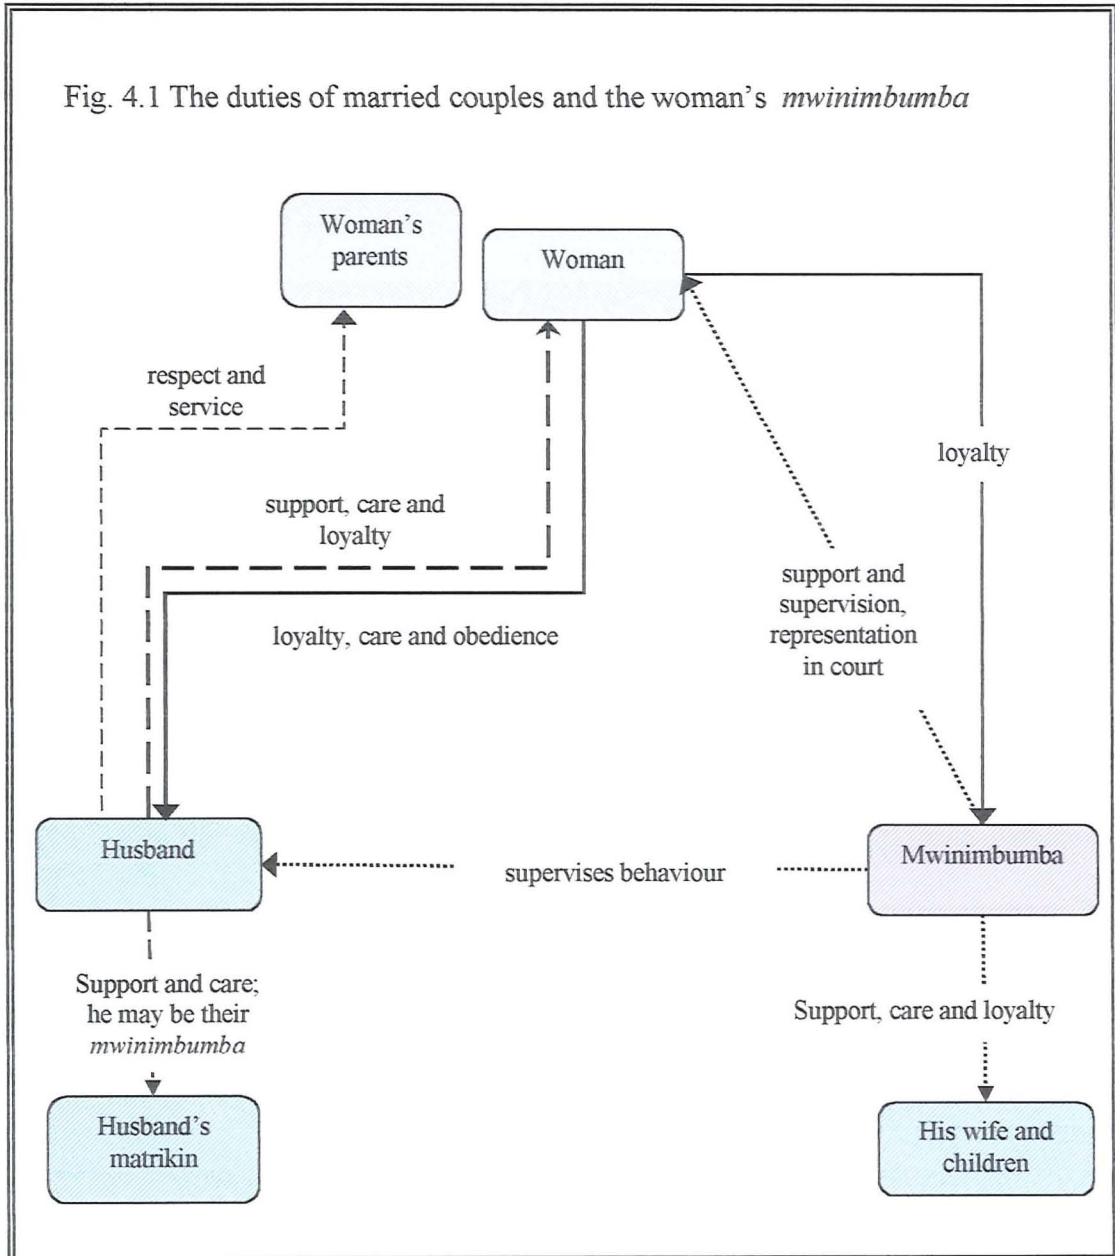 Fig. 4.1 The duties of married couples and the woman's mwinimbumba
Woman's
parents
Woman
respect and
service
loyalty
support, care and
loyalty
support and
supervision,
representation
in court
loyalty, care and obedience
Husband
Mwinimbumba
supervises behaviour
Support and care;
he may be their
mwinimbumba
Support, care and loyalty
Husband's
matrikin
His wife and
children